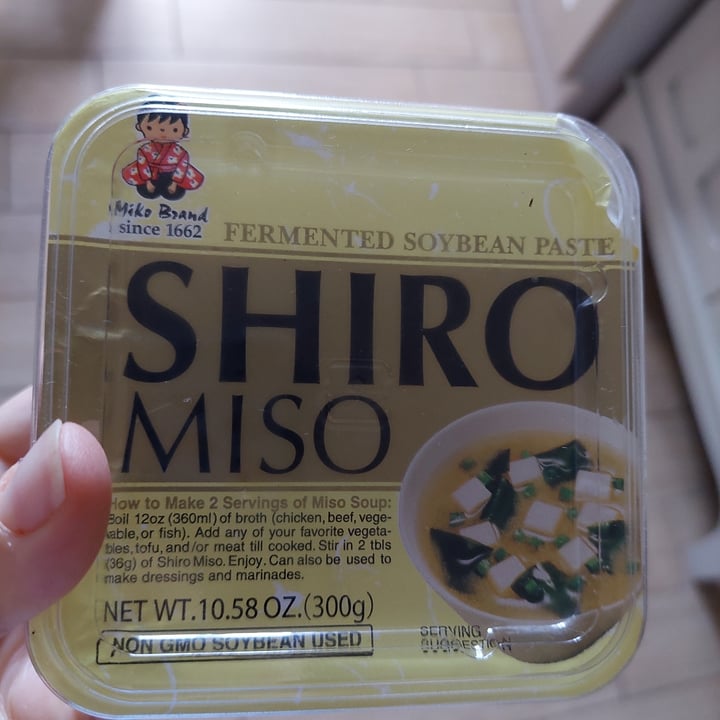 Miko Brand
since 1662
FERMENTED SOYBEAN PASTE
SHIRO
MISO
How to Make 2 Servings of Miso Soup:
Boil 12oz (360ml) of broth (chicken, beef, vege-
table, or fish). Add any of your favorite vegeta-
bles, tofu, and/or meat till cooked. Stir in 2 tbls
(36g) of Shiro Miso. Enjoy. Can also be used to
make dressings and marinades.
NET WT. 10.58 OZ. (300g)
NON GMO SOYBEAN USED
SERVING
SUGGESTION